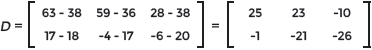 D = [ 63 - 38 59 - 36 28 - 38 ] = [ 25 23 -10 ]
[ 17 - 18 -4 - 17 -6 - 20 ] [ -1 -21 -26 ]